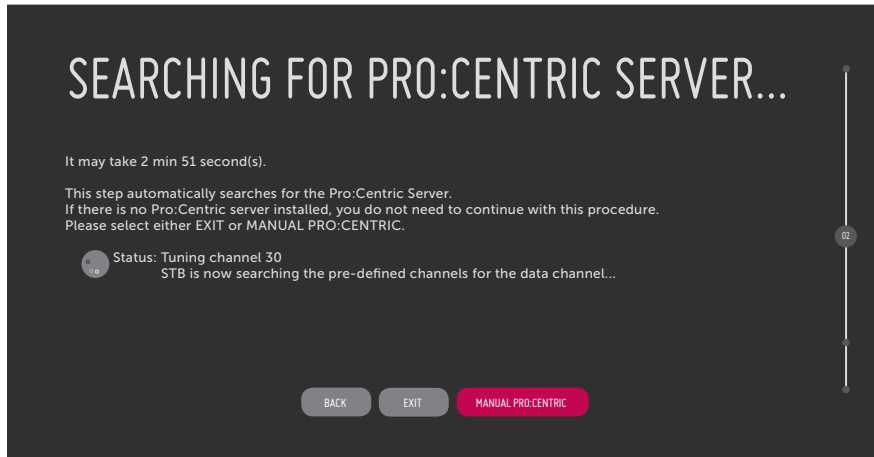 SEARCHING FOR PRO:CENTRIC SERVER...
It may take 2 min 51 second(s).
This step automatically searches for the Pro:Centric Server.
If there is no Pro:Centric server installed, you do not need to continue with this procedure.
Please select either EXIT or MANUAL PRO:CENTRIC.
02
Status: Tuning channel 30
STB is now searching the pre-defined channels for the data channel...
BACK EXIT MANUAL PRO:CENTRIC